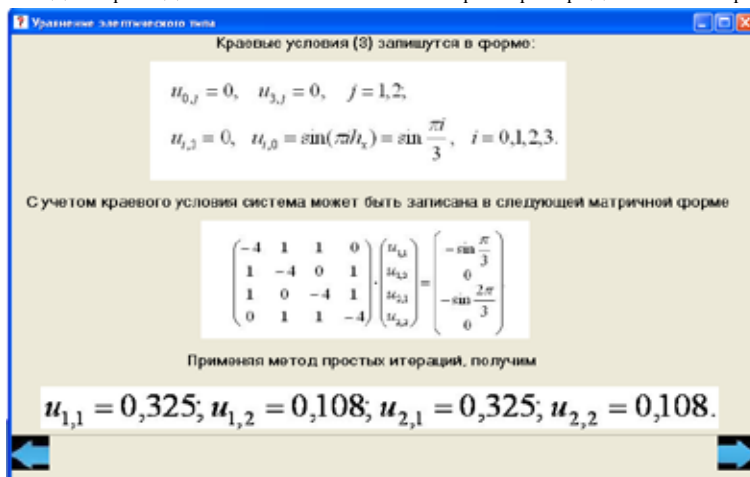 Уравнение элептического типа
Краевые условия (3) запишутся в форме:
u_{0,j} = 0, u_{3,j} = 0, j = 1,2;
u_{i,3} = 0, u_{i,0} = sin(πih_x) = sin πi/3, i = 0,1,2,3.
С учетом краевого условия система может быть записана в следующей матричной форме
(-4 1 1 0) (u_{1,1}) (-sin π/3)
(1 -4 0 1) · (u_{1,2}) = (0)
(1 0 -4 1) (u_{2,1}) (-sin 2π/3)
(0 1 1 -4) (u_{2,2}) (0)
Применяя метод простых итераций, получим
u_{1,1} = 0,325; u_{1,2} = 0,108; u_{2,1} = 0,325; u_{2,2} = 0,108.